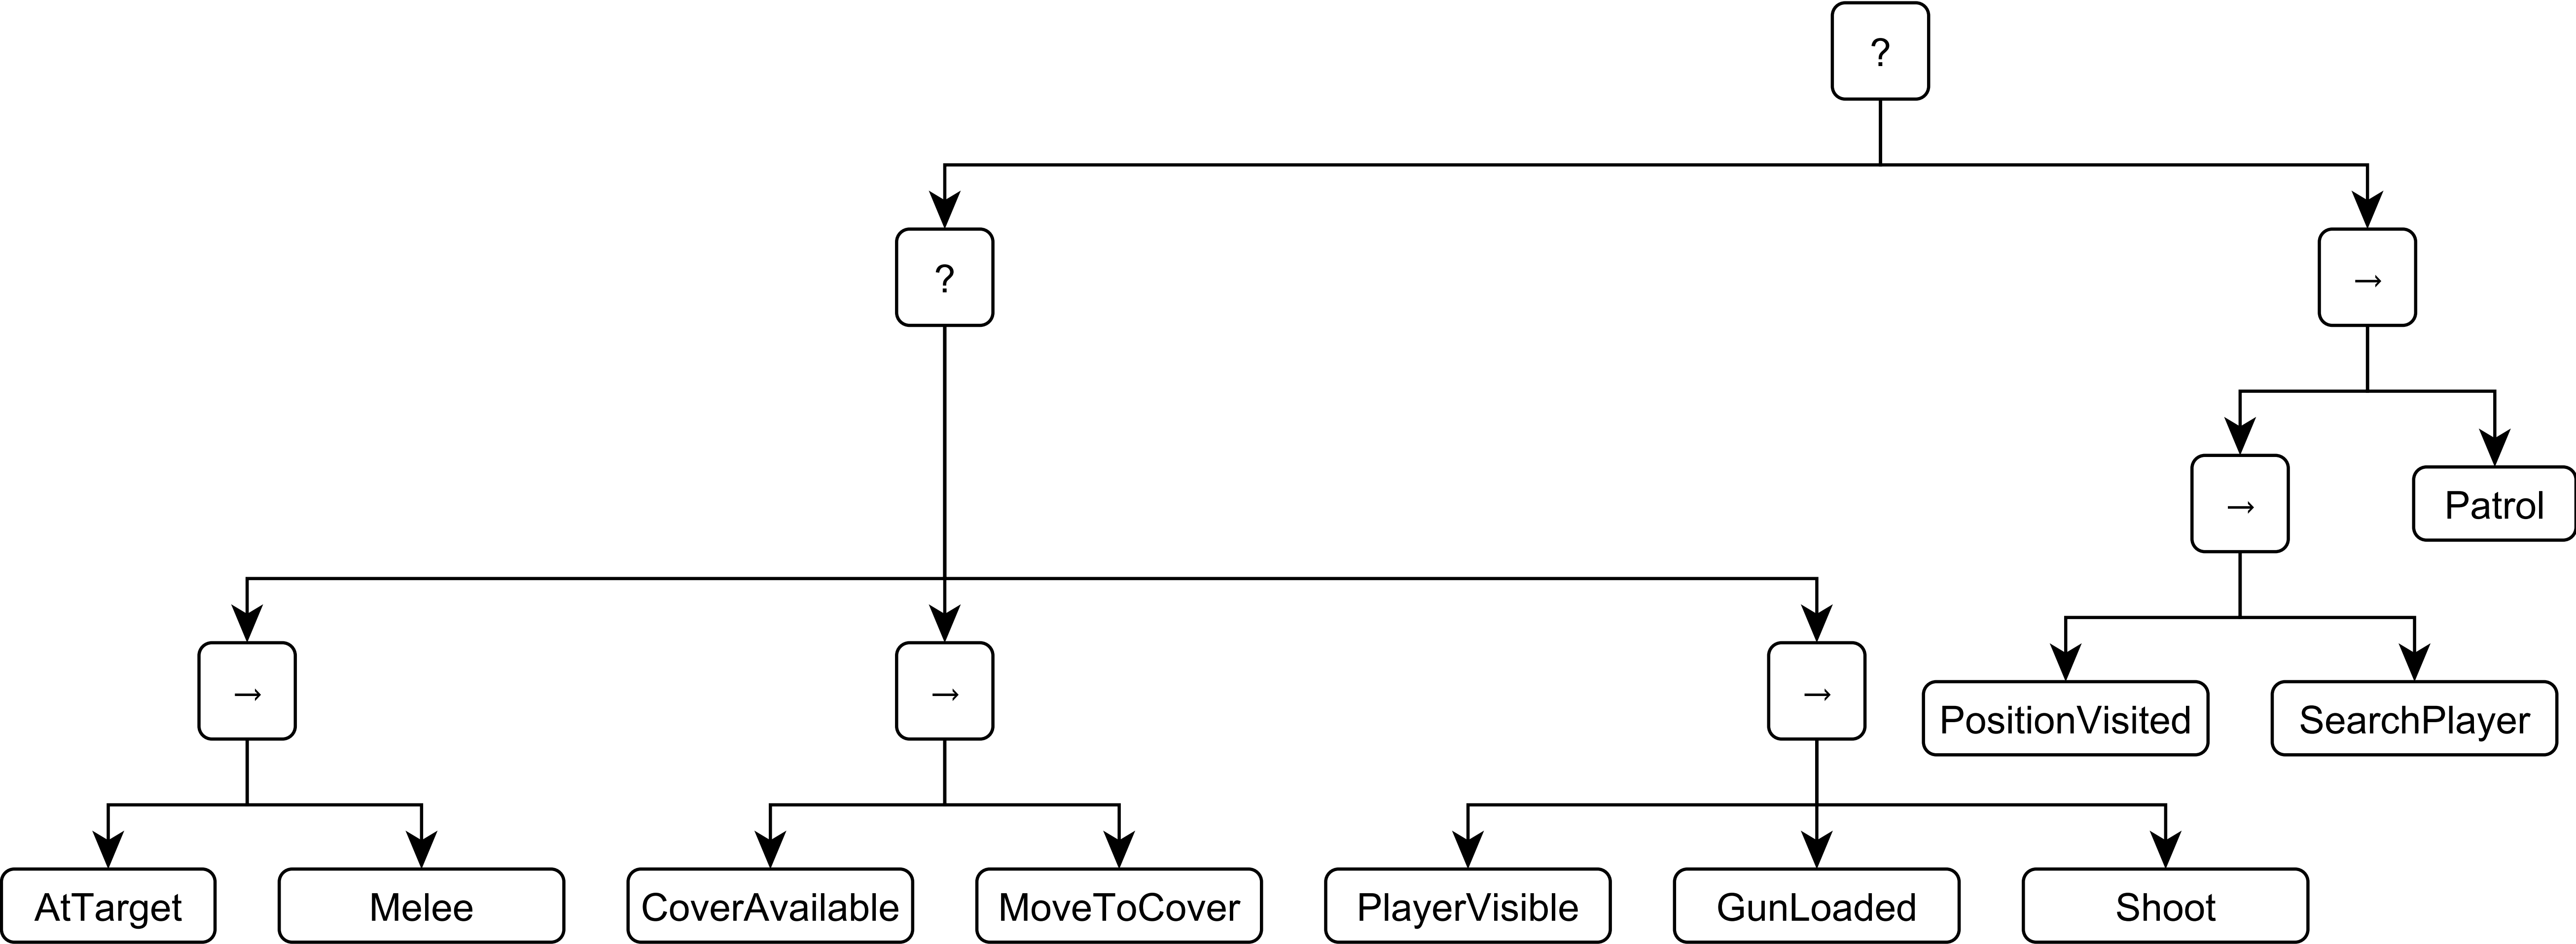 ?
?
→
→
Patrol
→
→
→
PositionVisited
SearchPlayer
AtTarget
Melee
CoverAvailable
MoveToCover
PlayerVisible
GunLoaded
Shoot